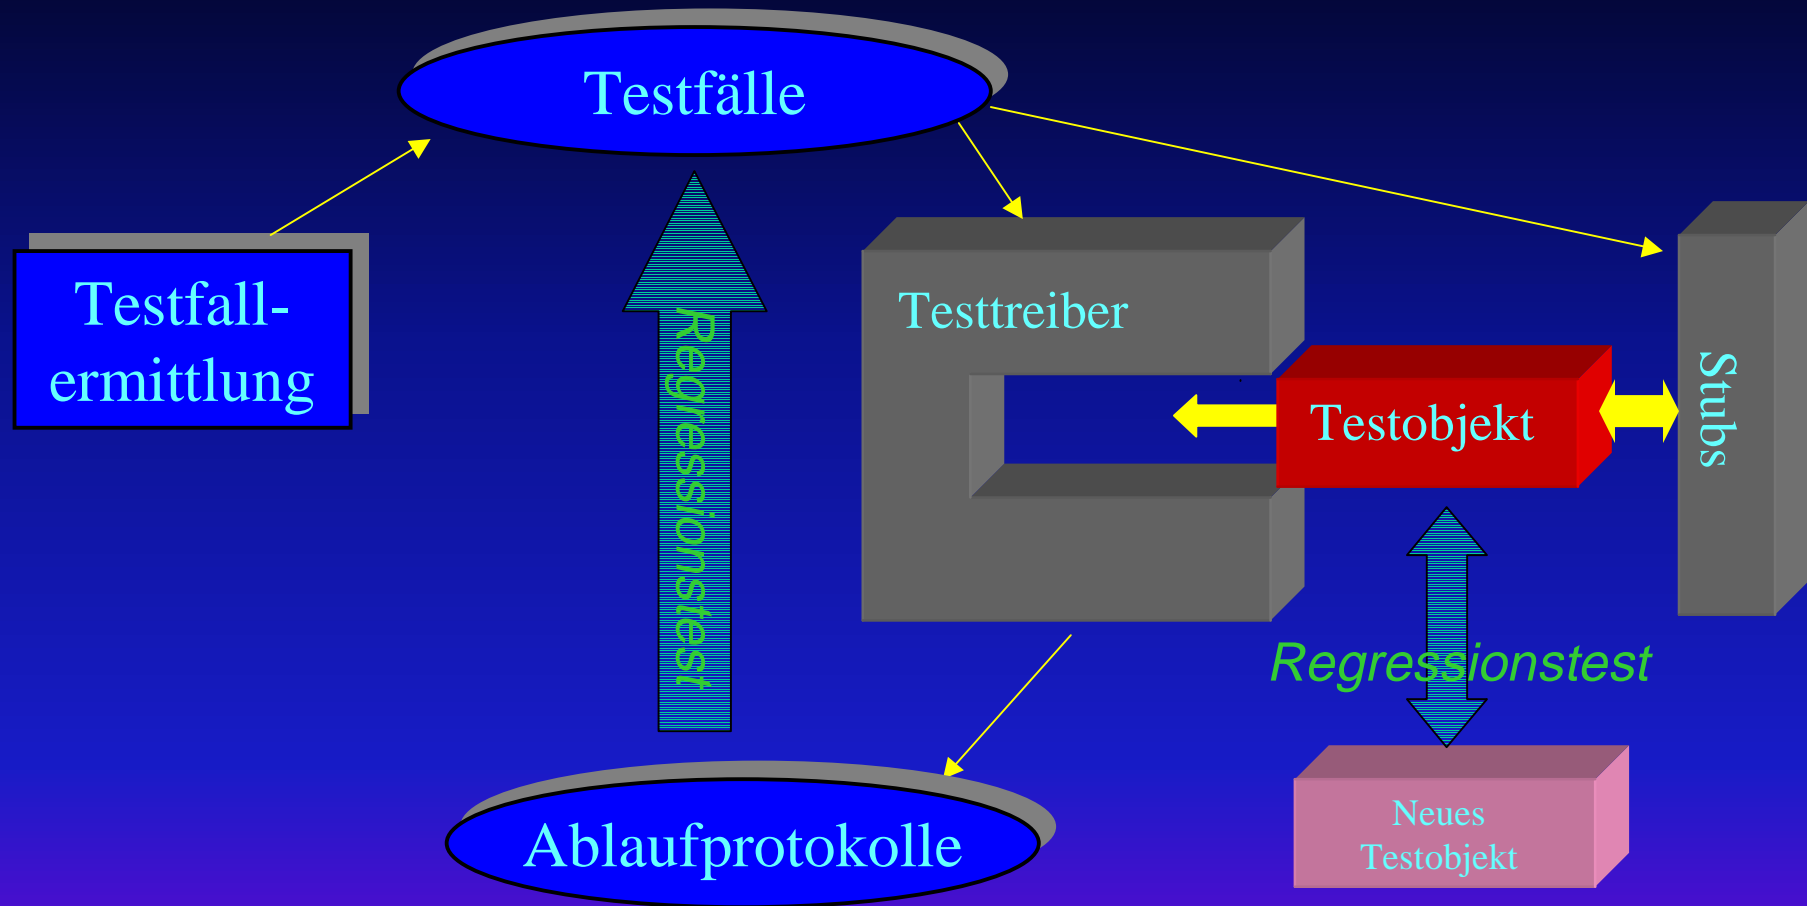 Testfälle
Testfall-
ermittlung
Testtreiber
Regressionstest
Testobjekt
Stubs
Regressionstest
Neues
Testobjekt
Ablaufprotokolle